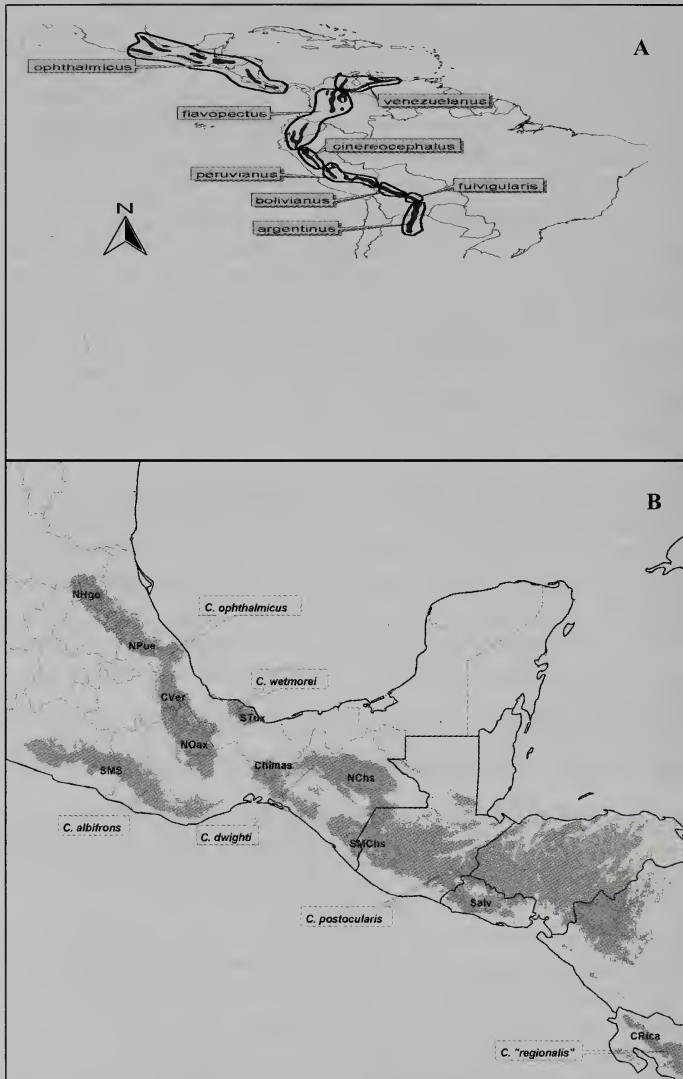 A
ophthalmicus
venezuelanus
flavopectus
cinereocephalus
peruvianus
fulvigularis
bolivianus
argentinus
N
B
NHgo
C. ophthalmicus
NPue
C. wetmorei
CVer
STux
NOax
Chimas
NChs
SMS
C. albifrons
C. dwighti
SMChs
Salv
C. postocularis
CRica
C. "regionalis"